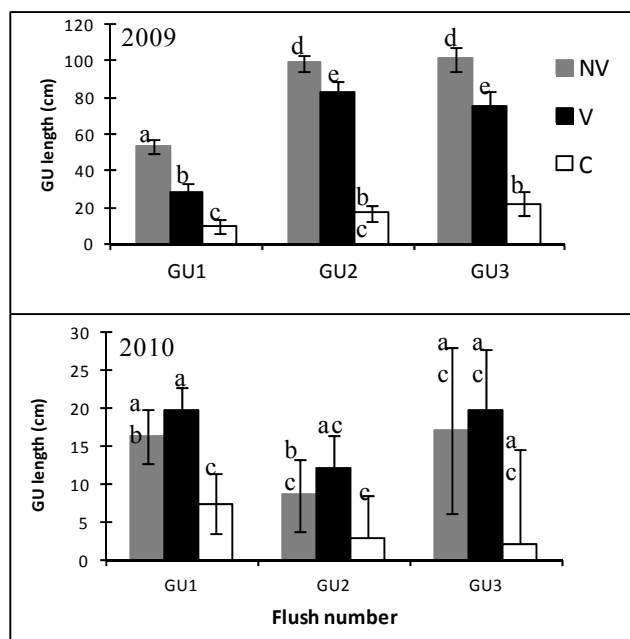 2009
GU length (cm)
120
100
80
60
40
20
0
a
b
c
d
e
b
c
d
e
b
NV
V
C
GU1 GU2 GU3
2010
GU length (cm)
30
25
20
15
10
5
0
a
b
a
c
b
c
ac
c
a
c
a
c
a
c
GU1 GU2 GU3
Flush number